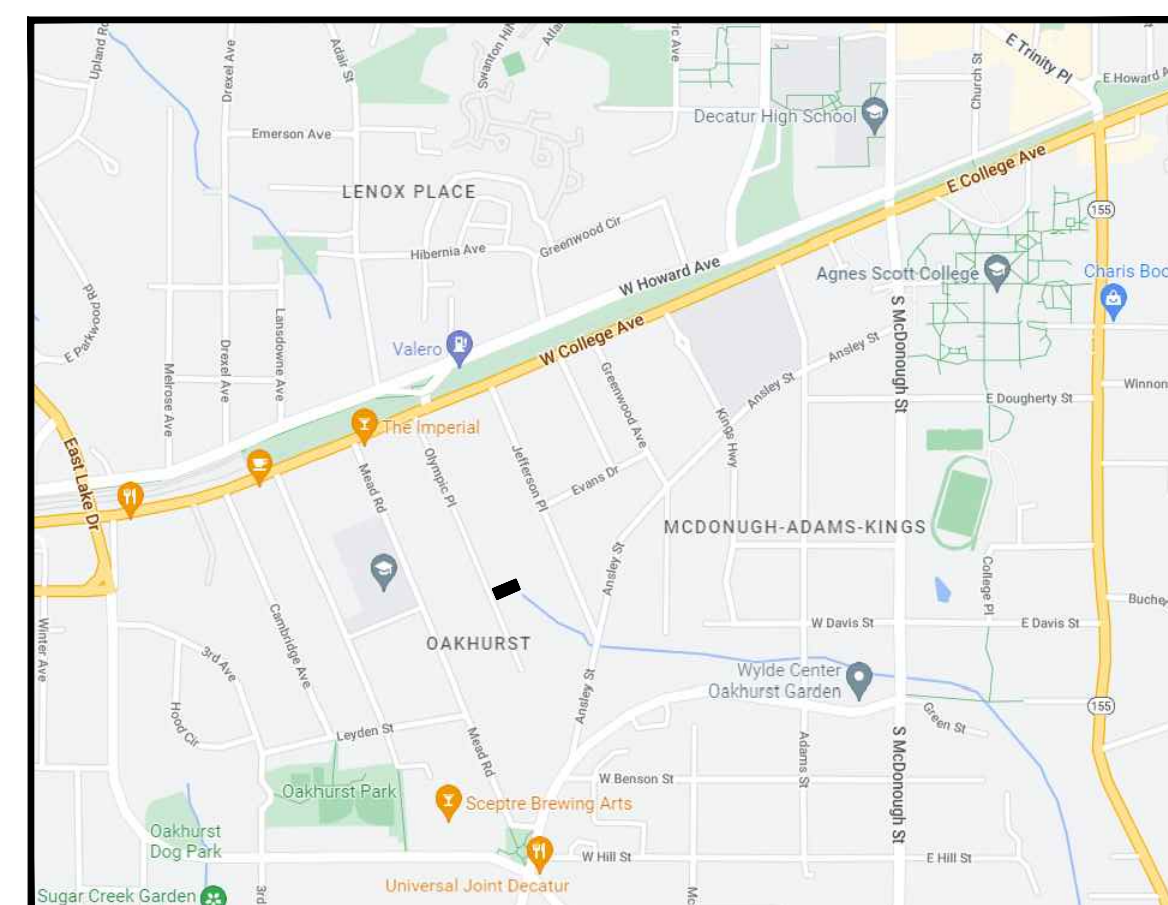 Upland Rd
Drexel Ave
Adair St
Swanton Hill
Atla
ric Ave
Church St
E Trinity Pl
E Howard A
Decatur High School
Emerson Ave
LENOX PLACE
E College Ave
155
Greenwood Cir
Hibernia Ave
W Howard Ave
Agnes Scott College
Charis Boo
E Parkwood Rd
Lansdowne Ave
Drexel Ave
Melrose Ave
Valero
W College Ave
S McDonough St
Ansley St
Ansley St
Winnon
E Dougherty St
The Imperial
Greenwood Ave
Kings Hwy
East Lake Dr
Mead Rd
Olympic Pl
Jefferson Pl
Evans Dr
MCDONUGH-ADAMS-KINGS
Ansley St
College Pl
Buche
Winter Ave
3rd Ave
Cambridge Ave
OAKHURST
W Davis St
E Davis St
Wylde Center
Oakhurst Garden
Hood Cir
Ansley St
155
Green St
Leyden St
Mead Rd
Adams St
S McDonough St
W Benson St
Oakhurst Park
Sceptre Brewing Arts
Oakhurst
Dog Park
W Hill St
E Hill St
Universal Joint Decatur
Sugar Creek Garden
3rd
Mc